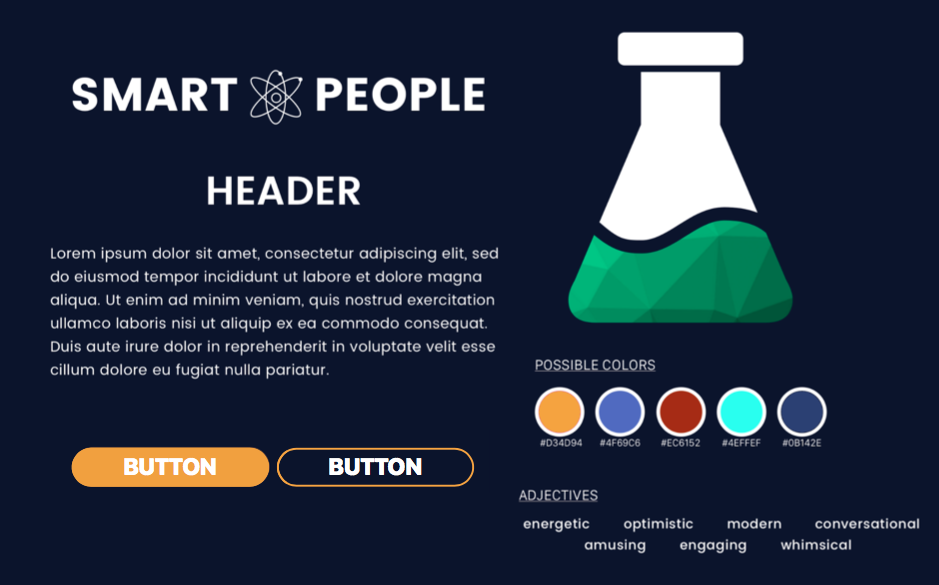 SMART PEOPLE
HEADER
Lorem ipsum dolor sit amet, consectetur adipiscing elit, sed
do eiusmod tempor incididunt ut labore et dolore magna
aliqua. Ut enim ad minim veniam, quis nostrud exercitation
ullamco laboris nisi ut aliquip ex ea commodo consequat.
Duis aute irure dolor in reprehenderit in voluptate velit esse
cillum dolore eu fugiat nulla pariatur.
BUTTON BUTTON
POSSIBLE COLORS
#D34D94 #4F69C6 #EC6152 #4EFFEF #0B142E
ADJECTIVES
energetic optimistic modern conversational
amusing engaging whimsical